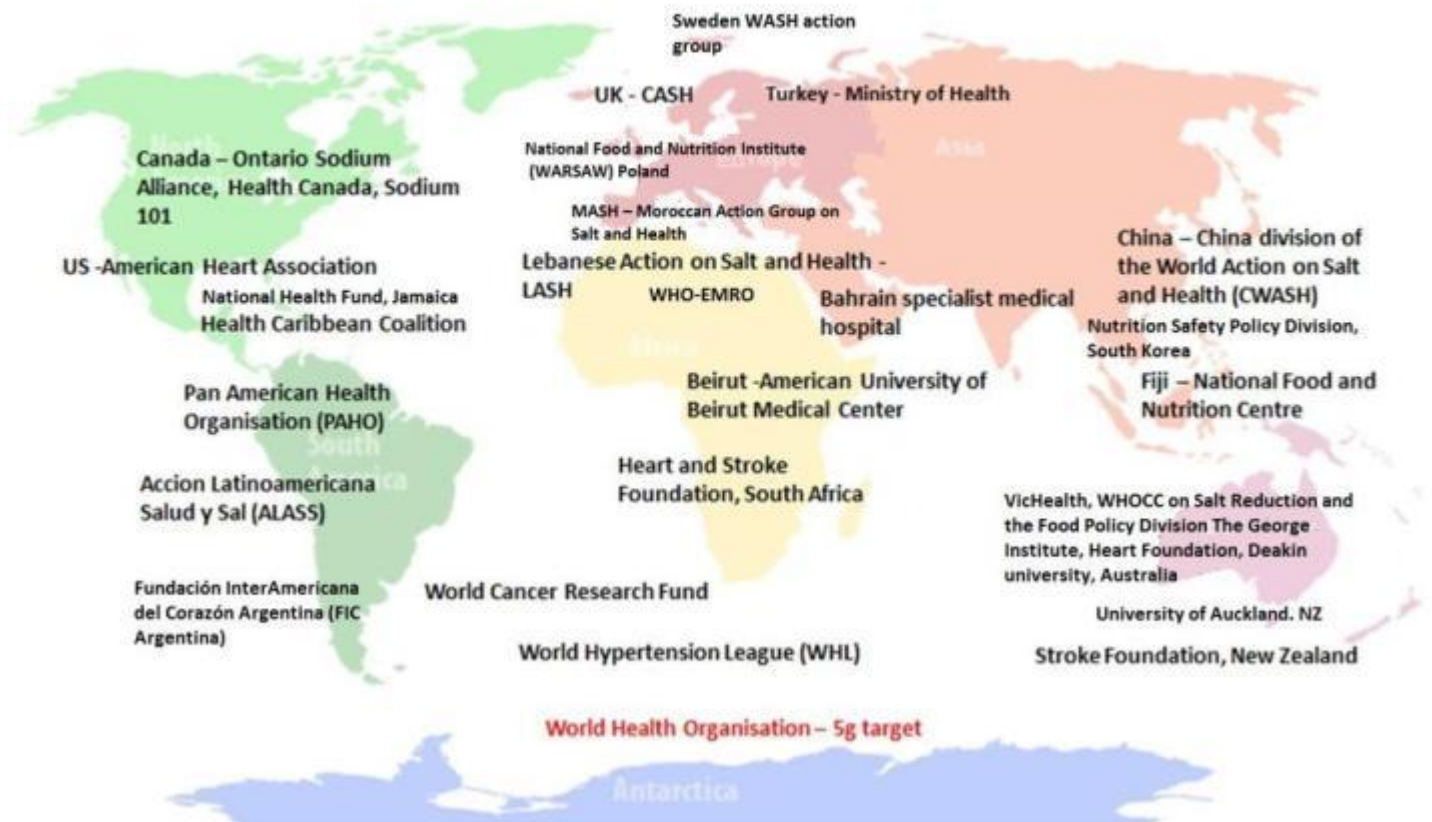 Sweden WASH action
group
UK - CASH
Turkey - Ministry of Health
North
Canada – Ontario Sodium
Alliance, Health Canada, Sodium
101
National Food and Nutrition Institute
(WARSAW) Poland
Europe
Asia
MASH – Moroccan Action Group on
Salt and Health
US -American Heart Association
National Health Fund, Jamaica
Health Caribbean Coalition
Lebanese Action on Salt and Health -
LASH
WHO-EMRO
Bahrain specialist medical
hospital
China – China division of
the World Action on Salt
and Health (CWASH)
Nutrition Safety Policy Division,
South Korea
Africa
Fiji – National Food and
Nutrition Centre
Beirut -American University of
Beirut Medical Center
Pan American Health
Organisation (PAHO)
South
America
Accion Latinoamericana
Salud y Sal (ALASS)
Heart and Stroke
Foundation, South Africa
VicHealth, WHOCC on Salt Reduction and
the Food Policy Division The George
Institute, Heart Foundation, Deakin
university, Australia
Fundación InterAmericana
del Corazón Argentina (FIC
Argentina)
World Cancer Research Fund
University of Auckland. NZ
World Hypertension League (WHL)
Stroke Foundation, New Zealand
World Health Organisation – 5g target
Antarctica